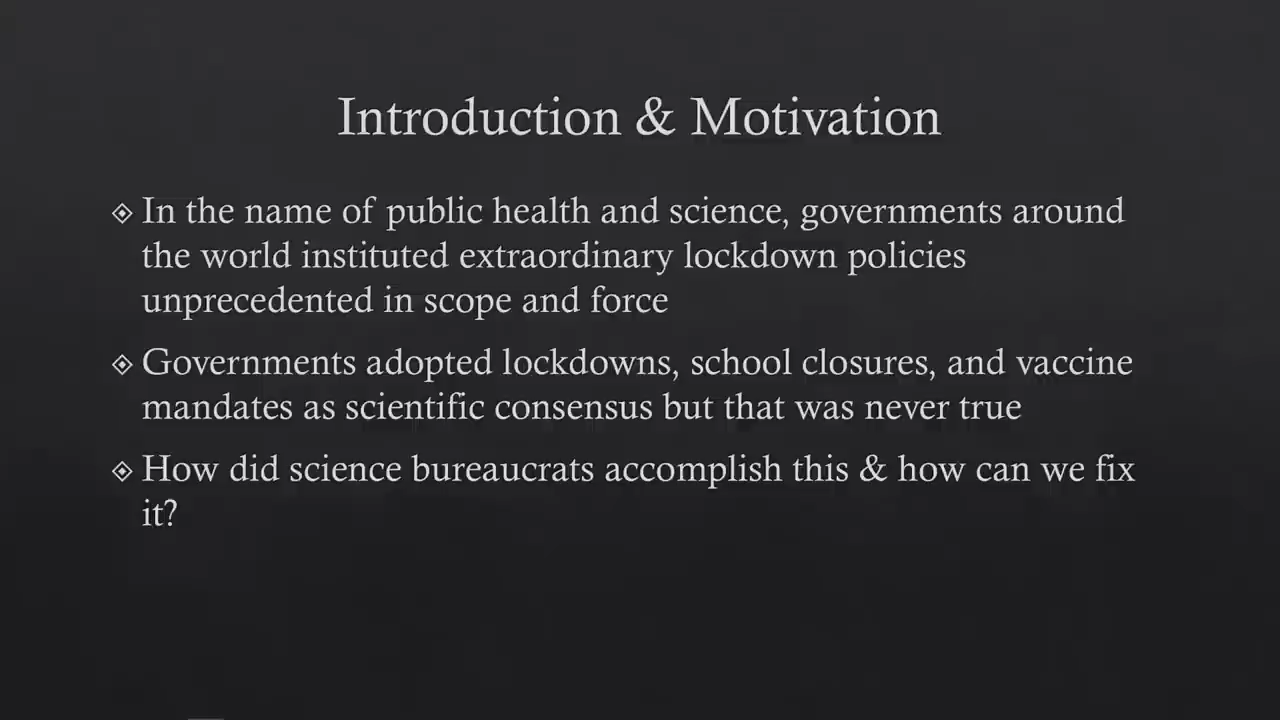 Introduction & Motivation
In the name of public health and science, governments around
the world instituted extraordinary lockdown policies
unprecedented in scope and force
Governments adopted lockdowns, school closures, and vaccine
mandates as scientific consensus but that was never true
How did science bureaucrats accomplish this & how can we fix
it?